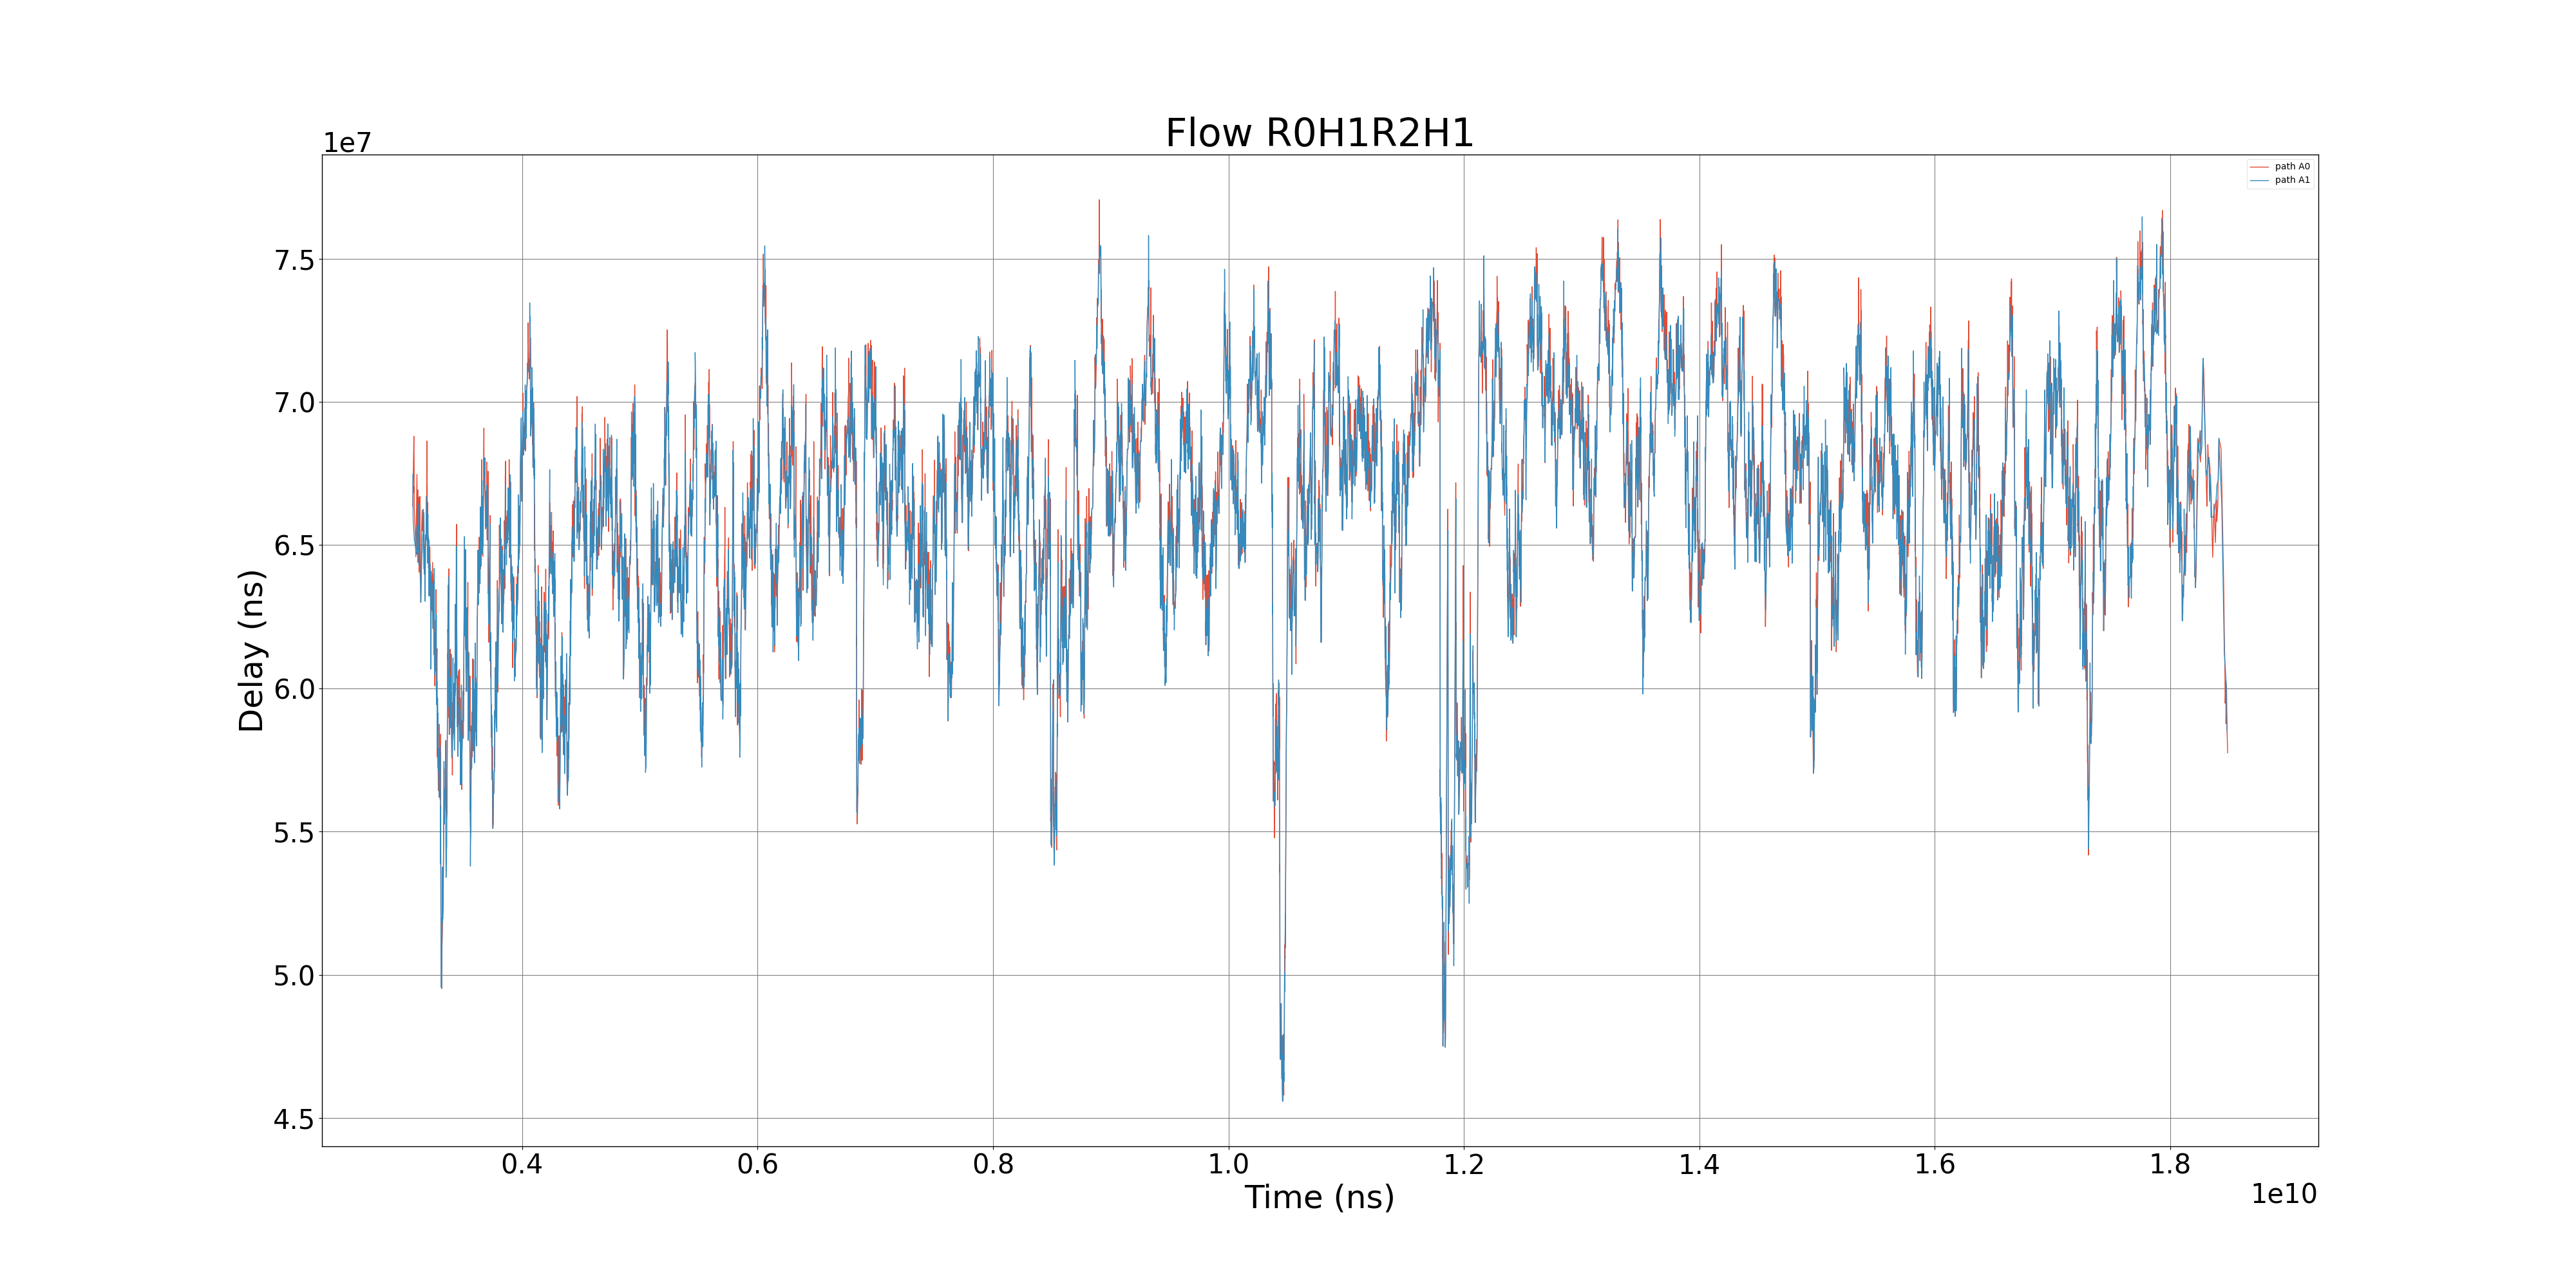 Flow R0H1R2H1
1e7
path A0
path A1
7.5
7.0
6.5
6.0
5.5
5.0
4.5
Delay (ns)
0.4 0.6 0.8 1.0 1.2 1.4 1.6 1.8
Time (ns)
1e10